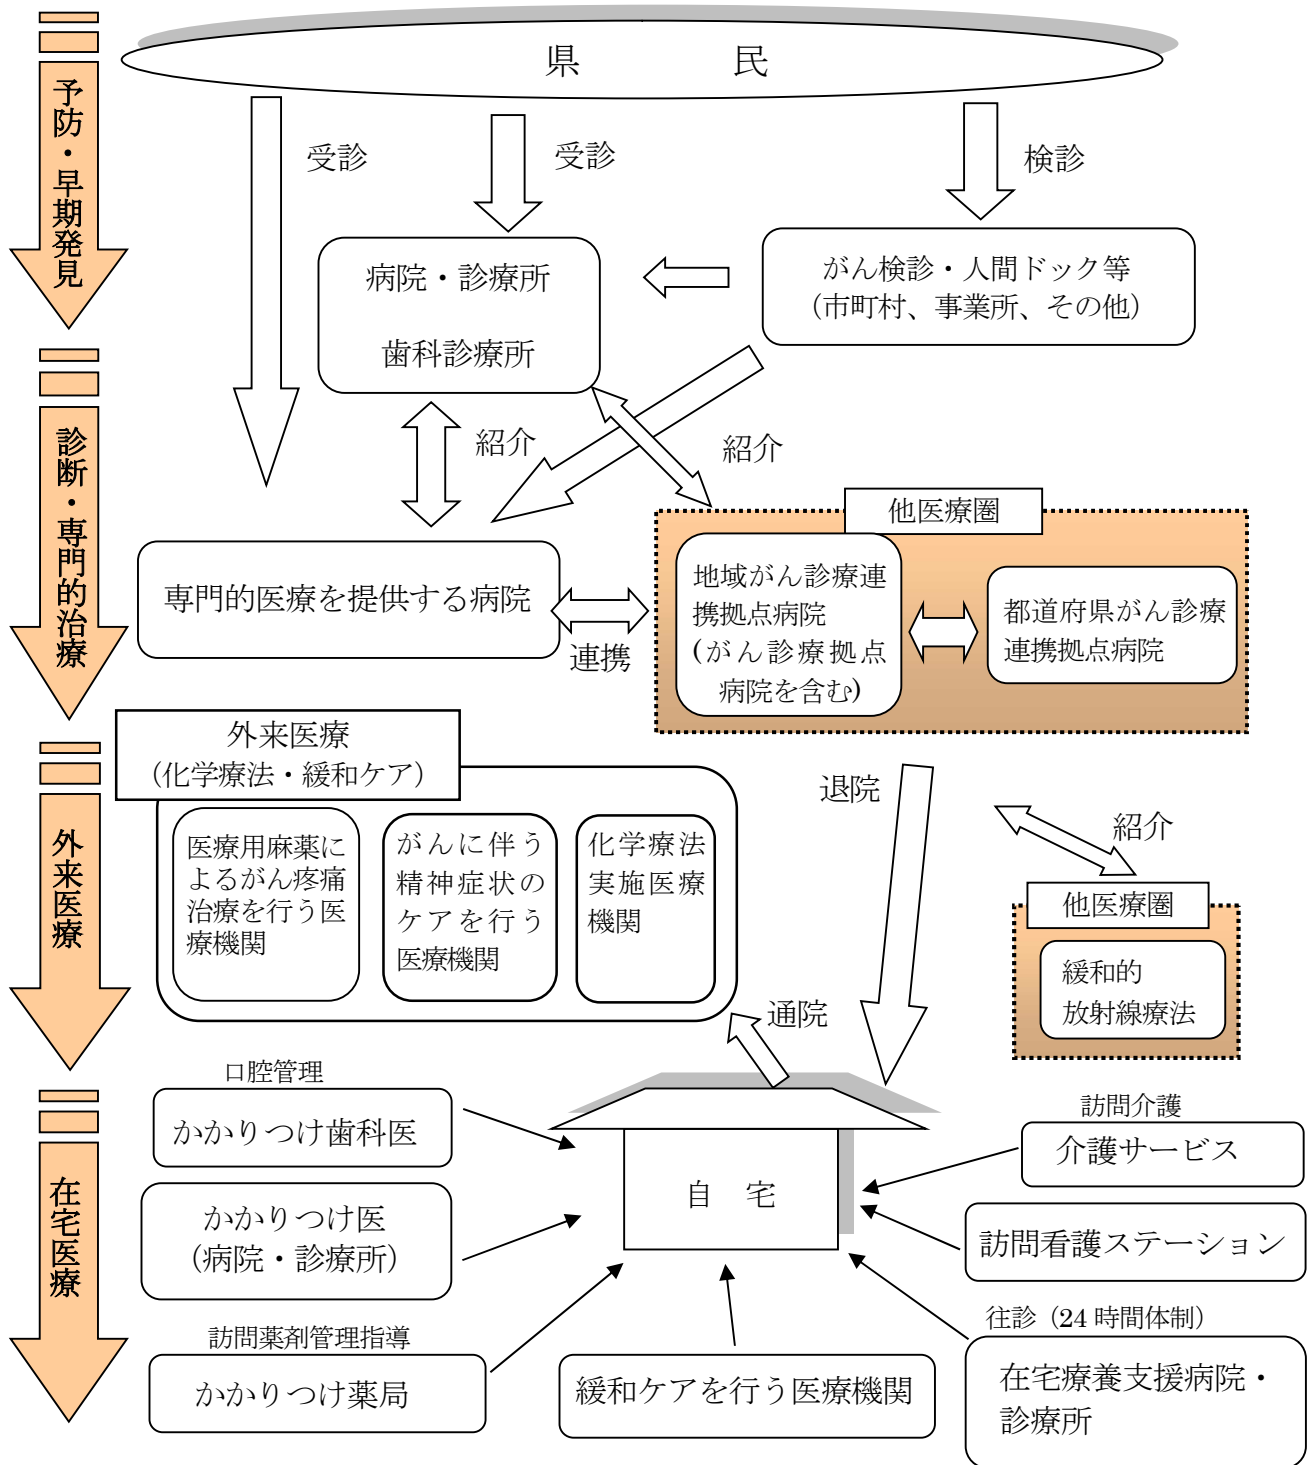 県　民
予防・早期発見
受診
受診
検診
病院・診療所
歯科診療所
がん検診・人間ドック等
（市町村、事業所、その他）
診断・専門的治療
紹介
紹介
他医療圏
専門的医療を提供する病院
連携
地域がん診療連
携拠点病院
(がん診療拠点
病院を含む)
都道府県がん診療
連携拠点病院
外来医療
外来医療
（化学療法・緩和ケア）
医療用麻薬に
よるがん疼痛
治療を行う医
療機関
がんに伴う
精神症状の
ケアを行う
医療機関
化学療法
実施医療
機関
退院
紹介
他医療圏
緩和的
放射線療法
通院
在宅医療
口腔管理
かかりつけ歯科医
かかりつけ医
（病院・診療所）
訪問薬剤管理指導
かかりつけ薬局
自　宅
緩和ケアを行う医療機関
訪問介護
介護サービス
訪問看護ステーション
往診（24 時間体制）
在宅療養支援病院・
診療所